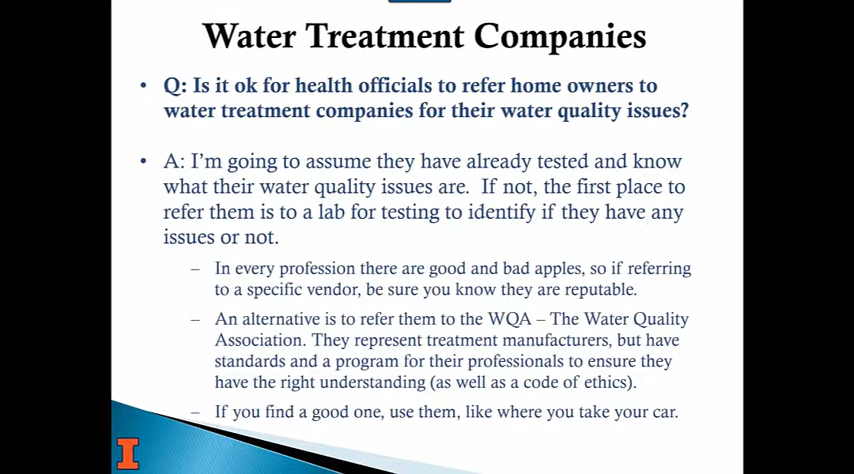 Water Treatment Companies
• Q: Is it ok for health officials to refer home owners to
water treatment companies for their water quality issues?
• A: I'm going to assume they have already tested and know
what their water quality issues are. If not, the first place to
refer them is to a lab for testing to identify if they have any
issues or not.
– In every profession there are good and bad apples, so if referring
to a specific vendor, be sure you know they are reputable.
– An alternative is to refer them to the WQA – The Water Quality
Association. They represent treatment manufacturers, but have
standards and a program for their professionals to ensure they
have the right understanding (as well as a code of ethics).
– If you find a good one, use them, like where you take your car.
I